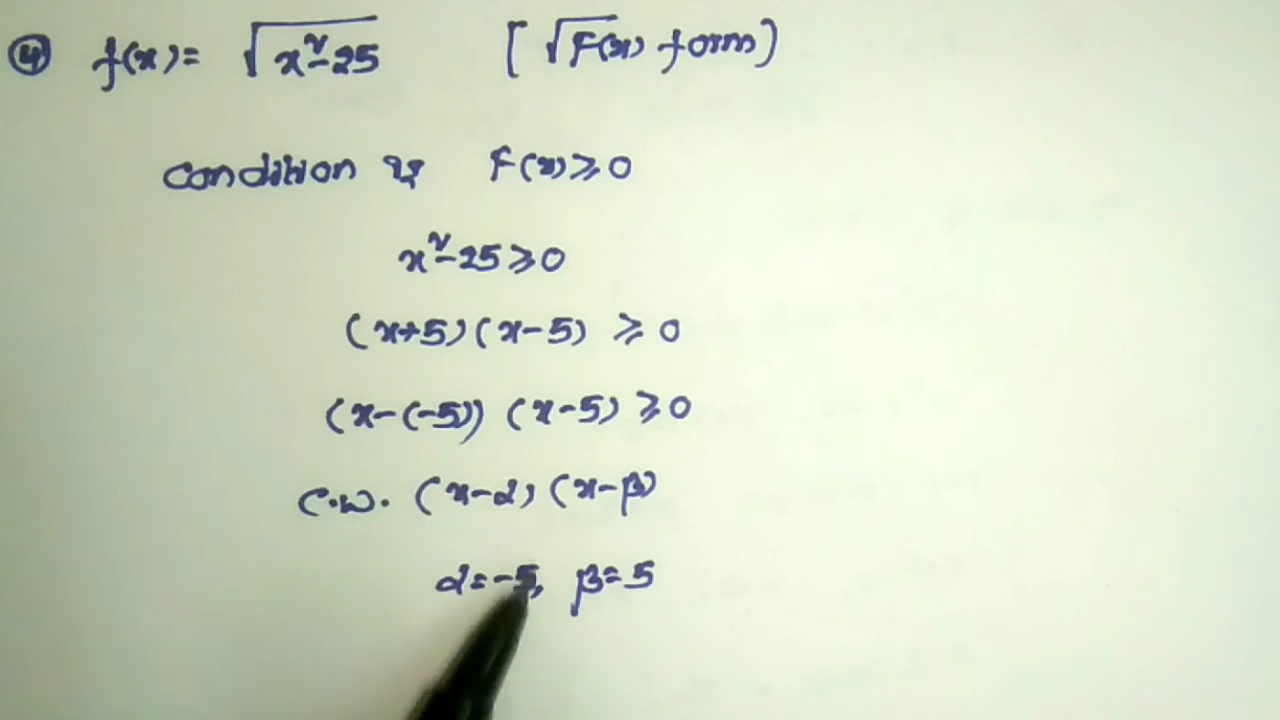 ④ f(x)= √(x²-25) [√F(x) form]
condition is F(x)≥0
x²-25≥0
(x+5)(x-5) ≥0
(x-(-5)) (x-5) ≥0
C.W. (x-α) (x-β)
α=-5, β=5